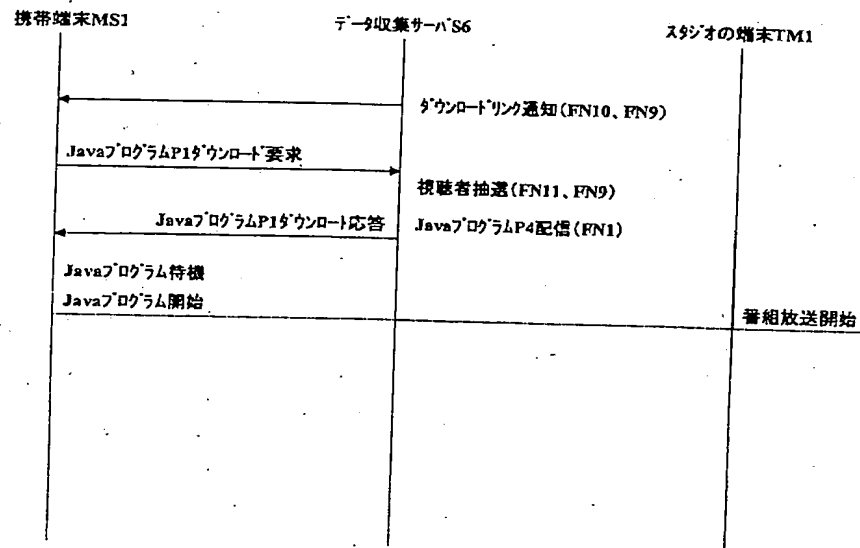 携帯端末MS1
ﾃﾞｰﾀ収集ｻｰﾊﾞS6
ｽﾀｼﾞｵの端末TM1
ﾀﾞｳﾝﾛｰﾄﾞﾘﾝｸ通知(FN10、FN9)
JavaﾌﾟﾛｸﾞﾗﾑP1ﾀﾞｳﾝﾛｰﾄﾞ要求
視聴者抽選(FN11、FN9)
JavaﾌﾟﾛｸﾞﾗﾑP1ﾀﾞｳﾝﾛｰﾄ応答
JavaﾌﾟﾛｸﾞﾗﾑP4配信(FN1)
Javaﾌﾟﾛｸﾞﾗﾑ待機
Javaﾌﾟﾛｸﾞﾗﾑ開始
番組放送開始